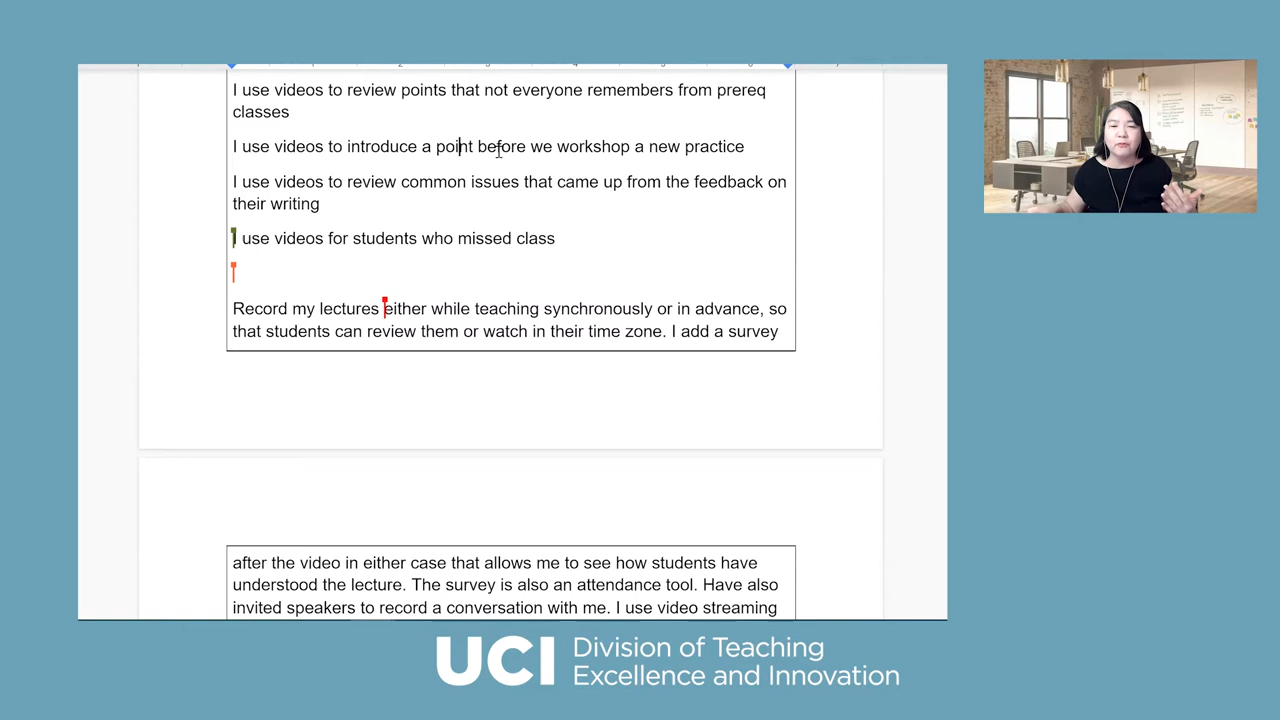 I use videos to review points that not everyone remembers from prereq
classes
I use videos to introduce a point before we workshop a new practice
I use videos to review common issues that came up from the feedback on
their writing
I use videos for students who missed class
Record my lectures either while teaching synchronously or in advance, so
that students can review them or watch in their time zone. I add a survey
after the video in either case that allows me to see how students have
understood the lecture. The survey is also an attendance tool. Have also
invited speakers to record a conversation with me. I use video streaming
UCI
Division of Teaching
Excellence and Innovation